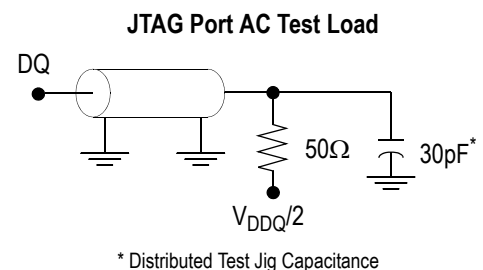 JTAG Port AC Test Load
DQ
50Ω
30pF*
VDDQ/2
* Distributed Test Jig Capacitance